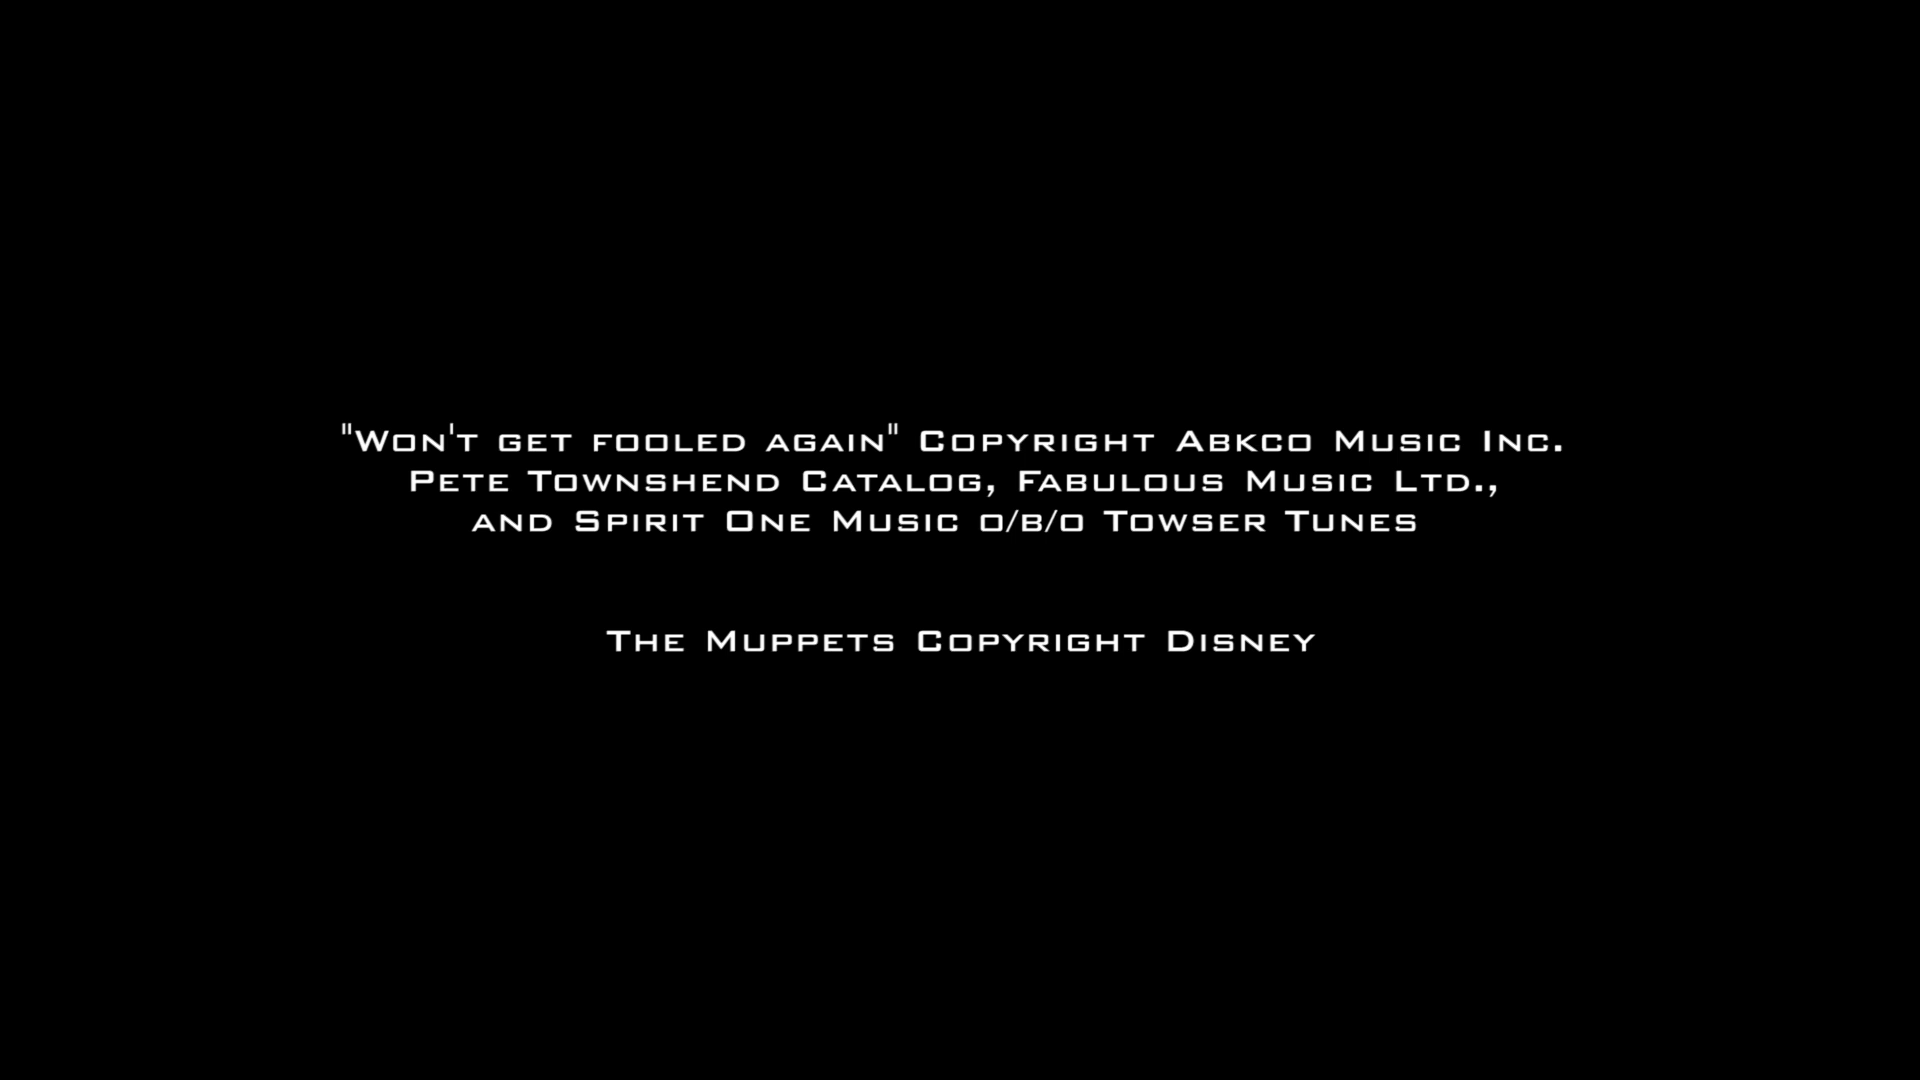 "Won't get fooled again" Copyright Abkco Music Inc.
Pete Townshend Catalog, Fabulous Music Ltd.,
and Spirit One Music o/b/o Towser Tunes
The Muppets Copyright Disney